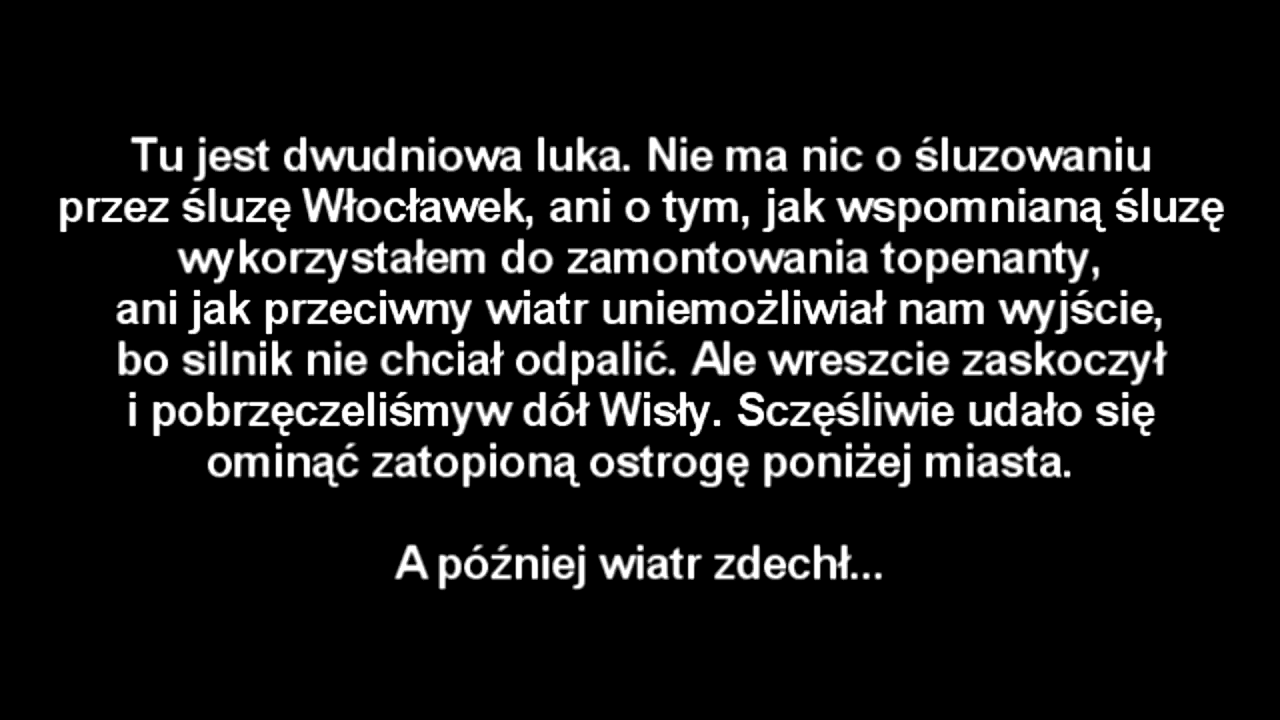 Tu jest dwudniowa luka. Nie ma nic o śluzowaniu
przez śluzę Włocławek, ani o tym, jak wspomnianą śluzę
wykorzystałem do zamontowania topenanty,
ani jak przeciwny wiatr uniemożliwiał nam wyjście,
bo silnik nie chciał odpalić. Ale wreszcie zaskoczył
i pobrzęczeliśmyw dół Wisły. Sczęśliwie udało się
ominąć zatopioną ostrogę poniżej miasta.
A później wiatr zdechł...